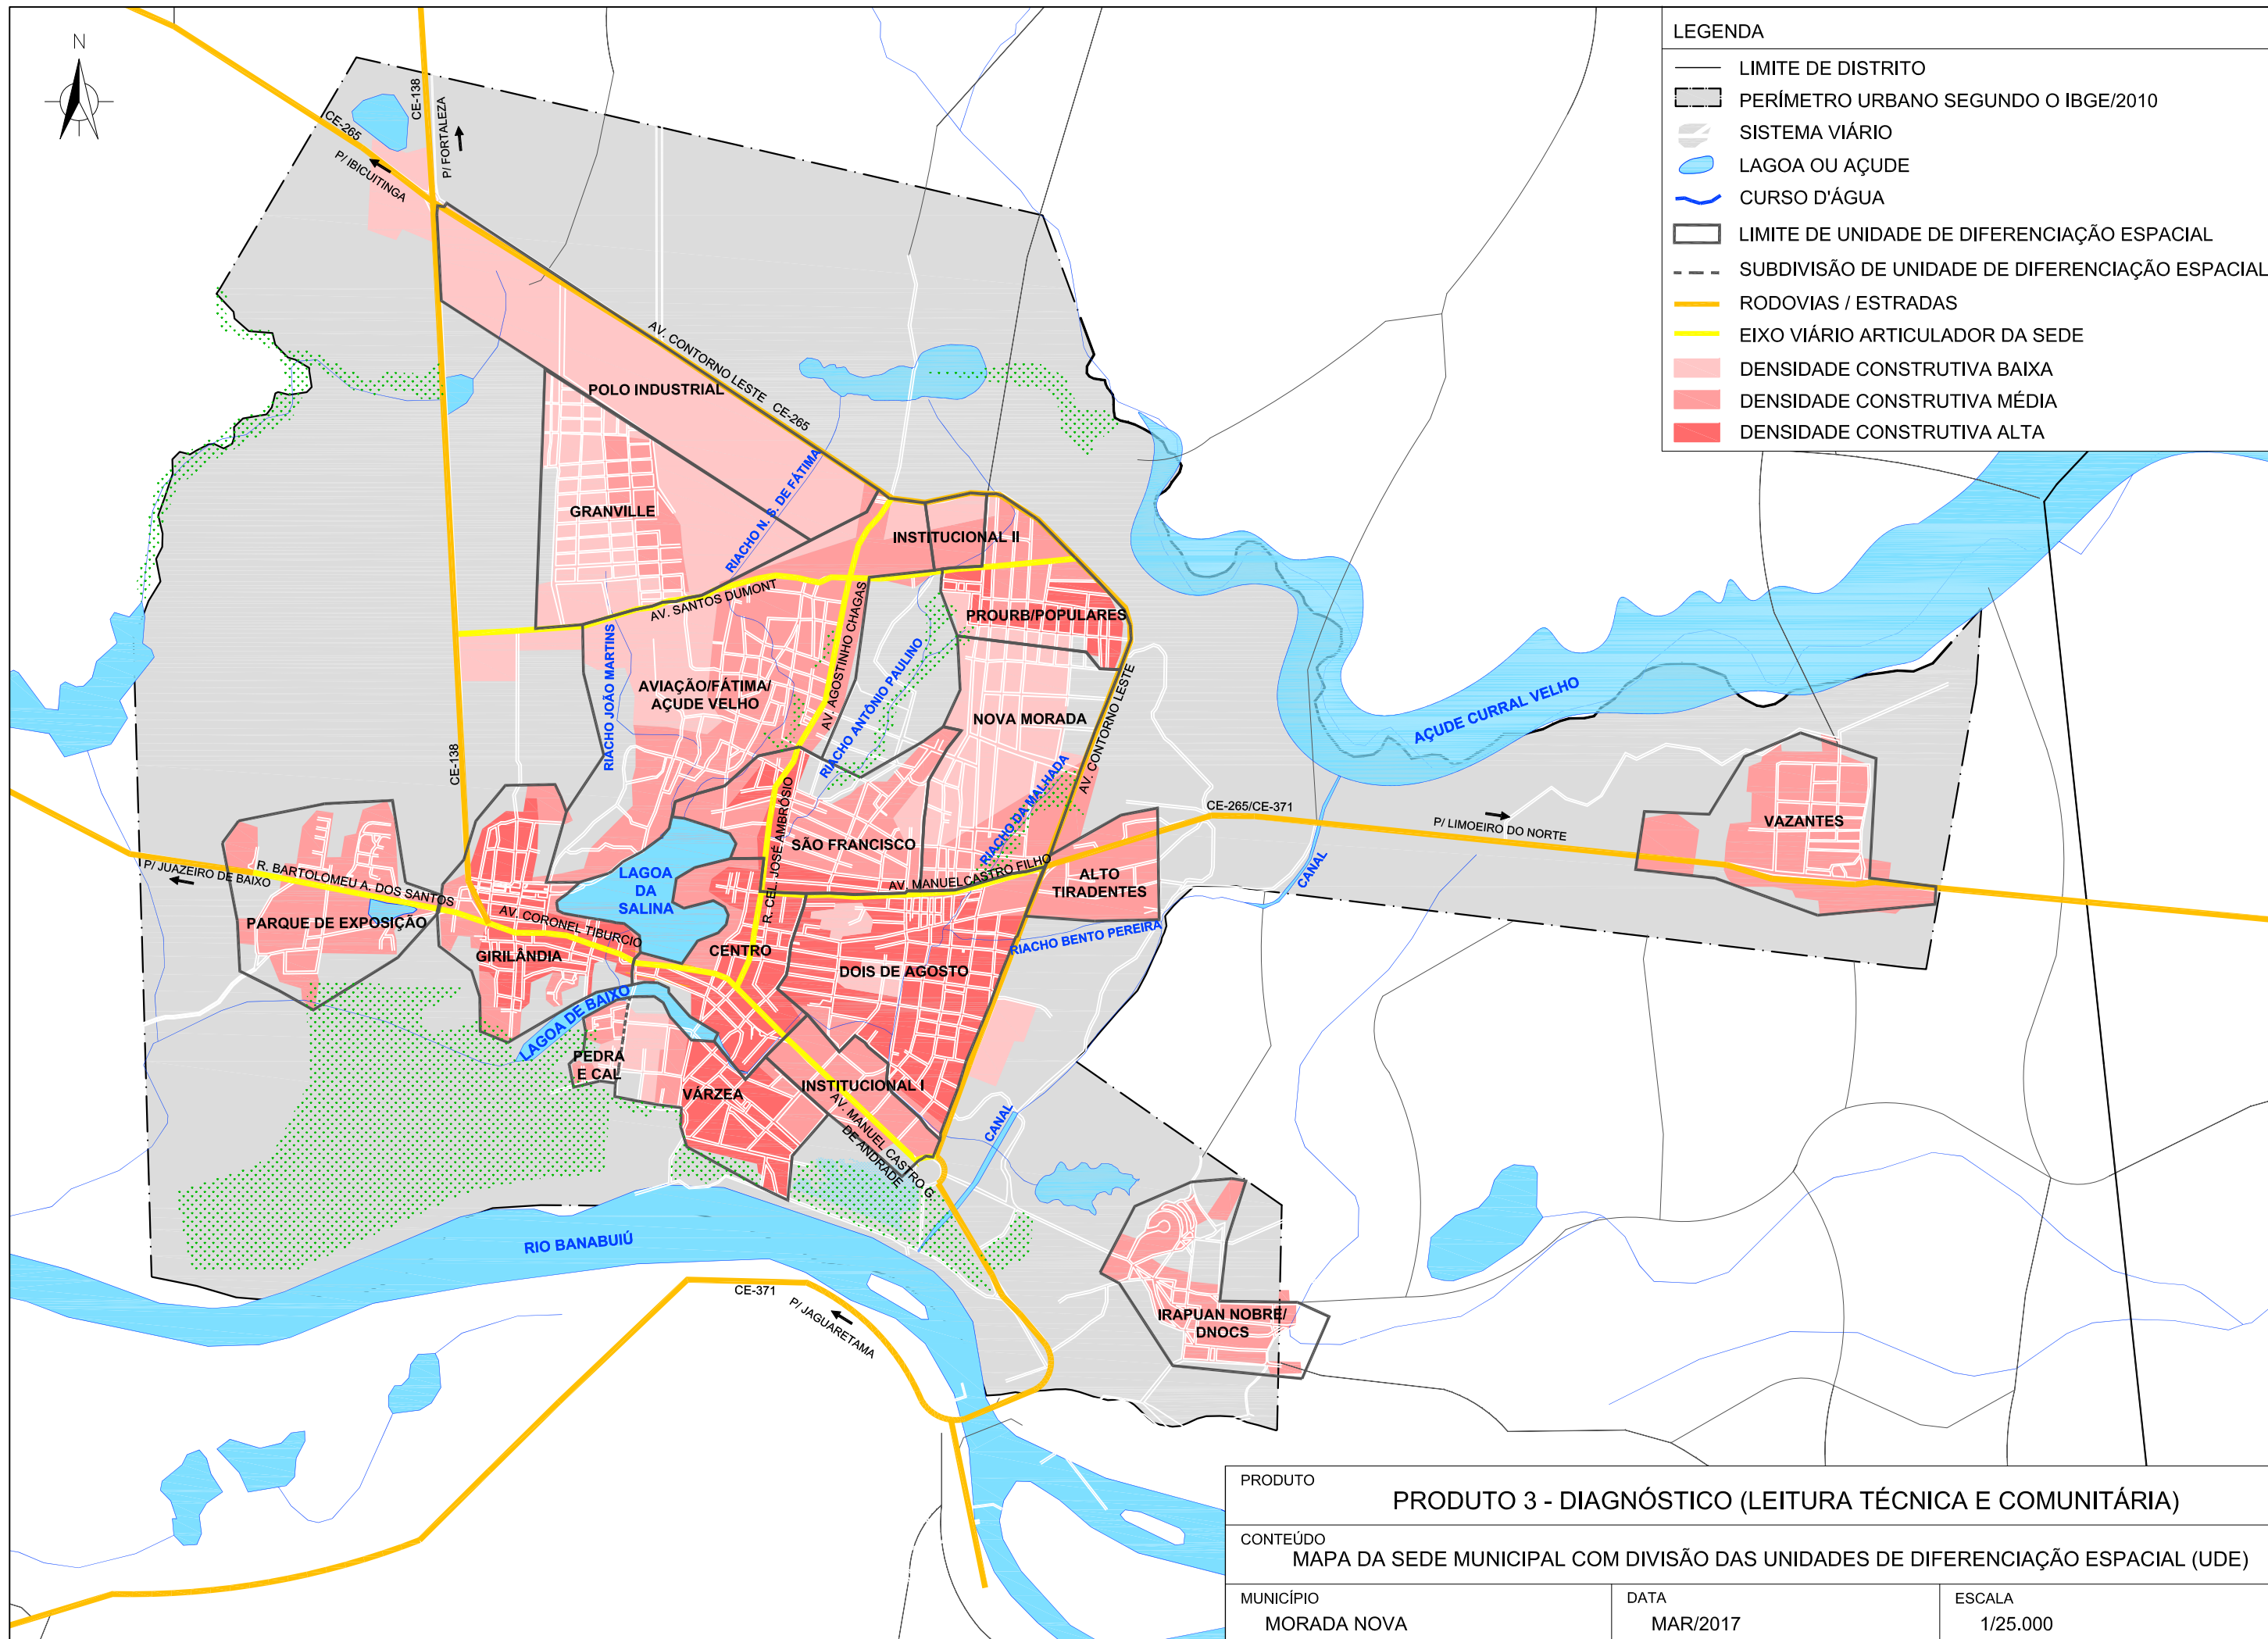 N
CE-265
CE-138
P/ FORTALEZA
P/ IBICUITINGA
LEGENDA
LIMITE DE DISTRITO
PERÍMETRO URBANO SEGUNDO O IBGE/2010
SISTEMA VIÁRIO
LAGOA OU AÇUDE
CURSO D'ÁGUA
LIMITE DE UNIDADE DE DIFERENCIAÇÃO ESPACIAL
SUBDIVISÃO DE UNIDADE DE DIFERENCIAÇÃO ESPACIAL
RODOVIAS / ESTRADAS
EIXO VIÁRIO ARTICULADOR DA SEDE
DENSIDADE CONSTRUTIVA BAIXA
DENSIDADE CONSTRUTIVA MÉDIA
DENSIDADE CONSTRUTIVA ALTA
AV. CONTORNO LESTE CE-265
POLO INDUSTRIAL
GRANVILLE
RIACHO N. S. DE FÁTIMA
INSTITUCIONAL II
AV. SANTOS DUMONT
PROURB/POPULARES
RIACHO JOÃO MARTINS
AV. AGOSTINHO CHAGAS
RIACHO ANTÔNIO PAULINO
AVIAÇÃO/FÁTIMA/
AÇUDE VELHO
NOVA MORADA
AV. CONTORNO LESTE
AÇUDE CURRAL VELHO
CE-138
RIACHO DA MALHADA
R. CEL. JOSÉ AMBRÓSIO
CE-265/CE-371
P/ LIMOEIRO DO NORTE
VAZANTES
SÃO FRANCISCO
P/ JUAZEIRO DE BAIXO
R. BARTOLOMEU A. DOS SANTOS
LAGOA
DA
SALINA
AV. MANUELCASTRO FILHO
ALTO
TIRADENTES
CANAL
PARQUE DE EXPOSIÇÃO
AV. CORONEL TIBURCIO
GIRILÂNDIA
CENTRO
RIACHO BENTO PEREIRA
DOIS DE AGOSTO
LAGOA DE BAIXO
PEDRA
E CAL
VÁRZEA
INSTITUCIONAL I
AV. MANUEL CASTRO G.
DE ANDRADE
CANAL
RIO BANABUIÚ
CE-371
P/ JAGUARETAMA
IRAPUAN NOBRE/
DNOCS
PRODUTO
PRODUTO 3 - DIAGNÓSTICO (LEITURA TÉCNICA E COMUNITÁRIA)
CONTEÚDO
MAPA DA SEDE MUNICIPAL COM DIVISÃO DAS UNIDADES DE DIFERENCIAÇÃO ESPACIAL (UDE)
MUNICÍPIO
MORADA NOVA
DATA
MAR/2017
ESCALA
1/25.000